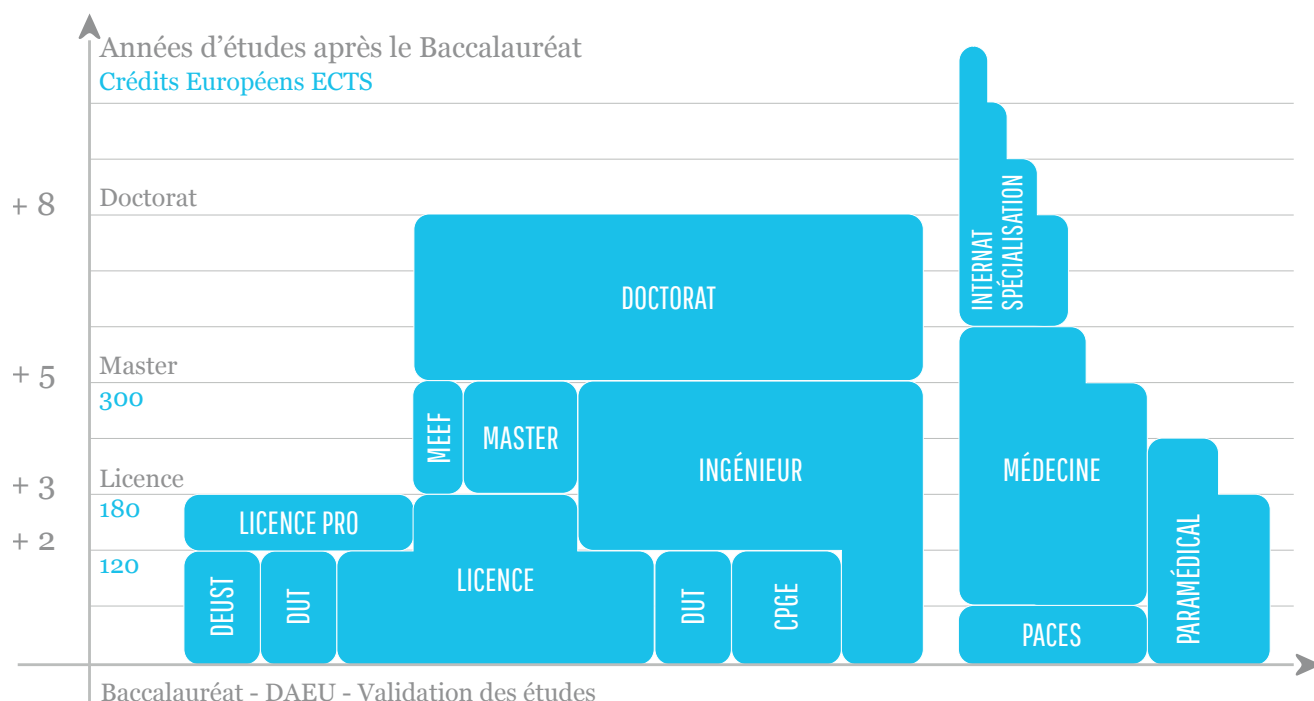 Années d’études après le Baccalauréat
Crédits Européens ECTS
+ 8
Doctorat
DOCTORAT
INTERNAT
SPÉCIALISATION
+ 5
Master
300
MEEF
MASTER
INGÉNIEUR
MÉDECINE
+ 3
Licence
180
LICENCE PRO
+ 2
120
DEUST
DUT
LICENCE
DUT
CPGE
PACES
PARAMÉDICAL
Baccalauréat - DAEU - Validation des études